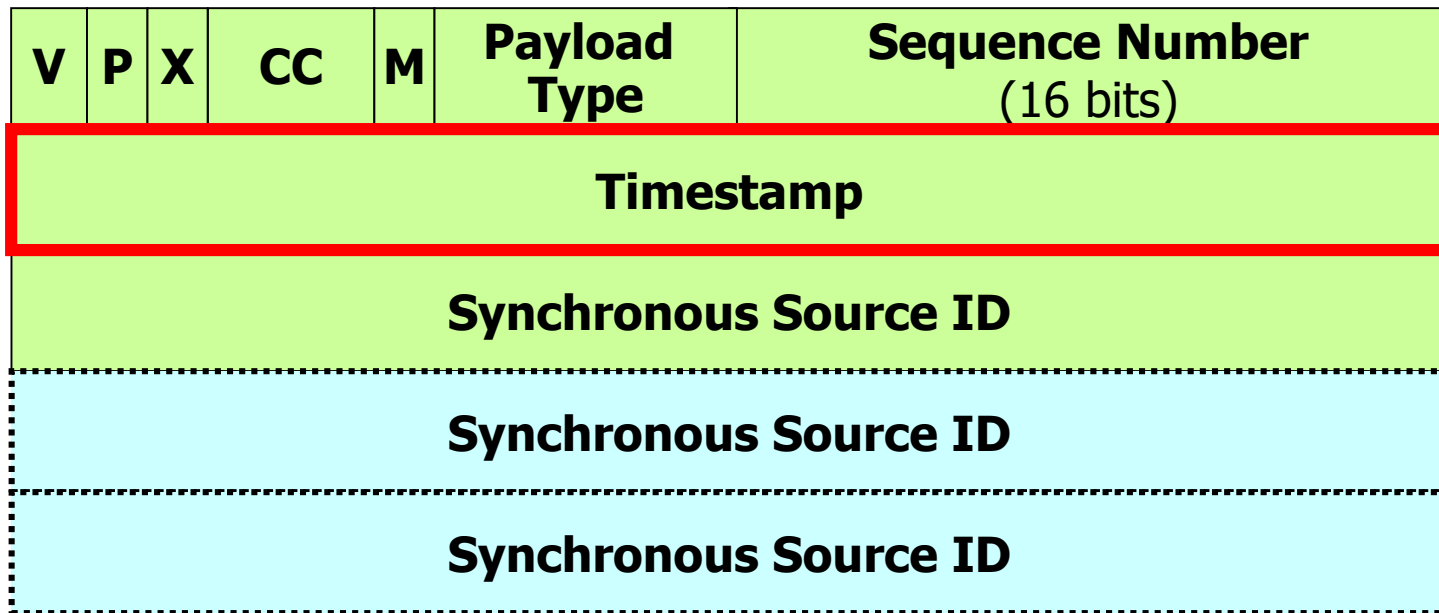 V P X CC M Payload Type Sequence Number
(16 bits)
Timestamp
Synchronous Source ID
Synchronous Source ID
Synchronous Source ID